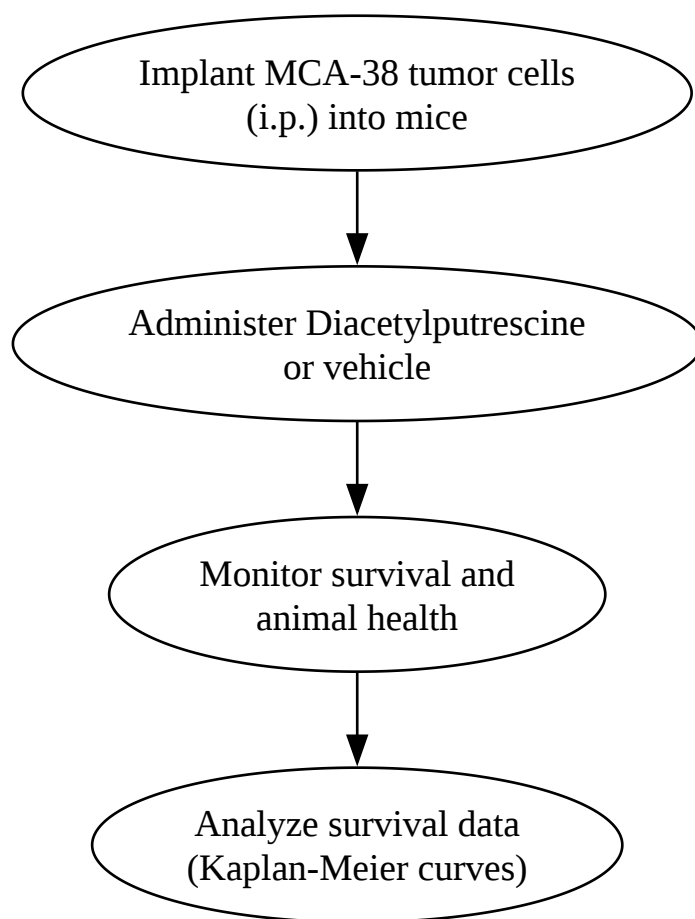 Implant MCA-38 tumor cells
(i.p.) into mice
Administer Diacetylputrescine
or vehicle
Monitor survival and
animal health
Analyze survival data
(Kaplan-Meier curves)